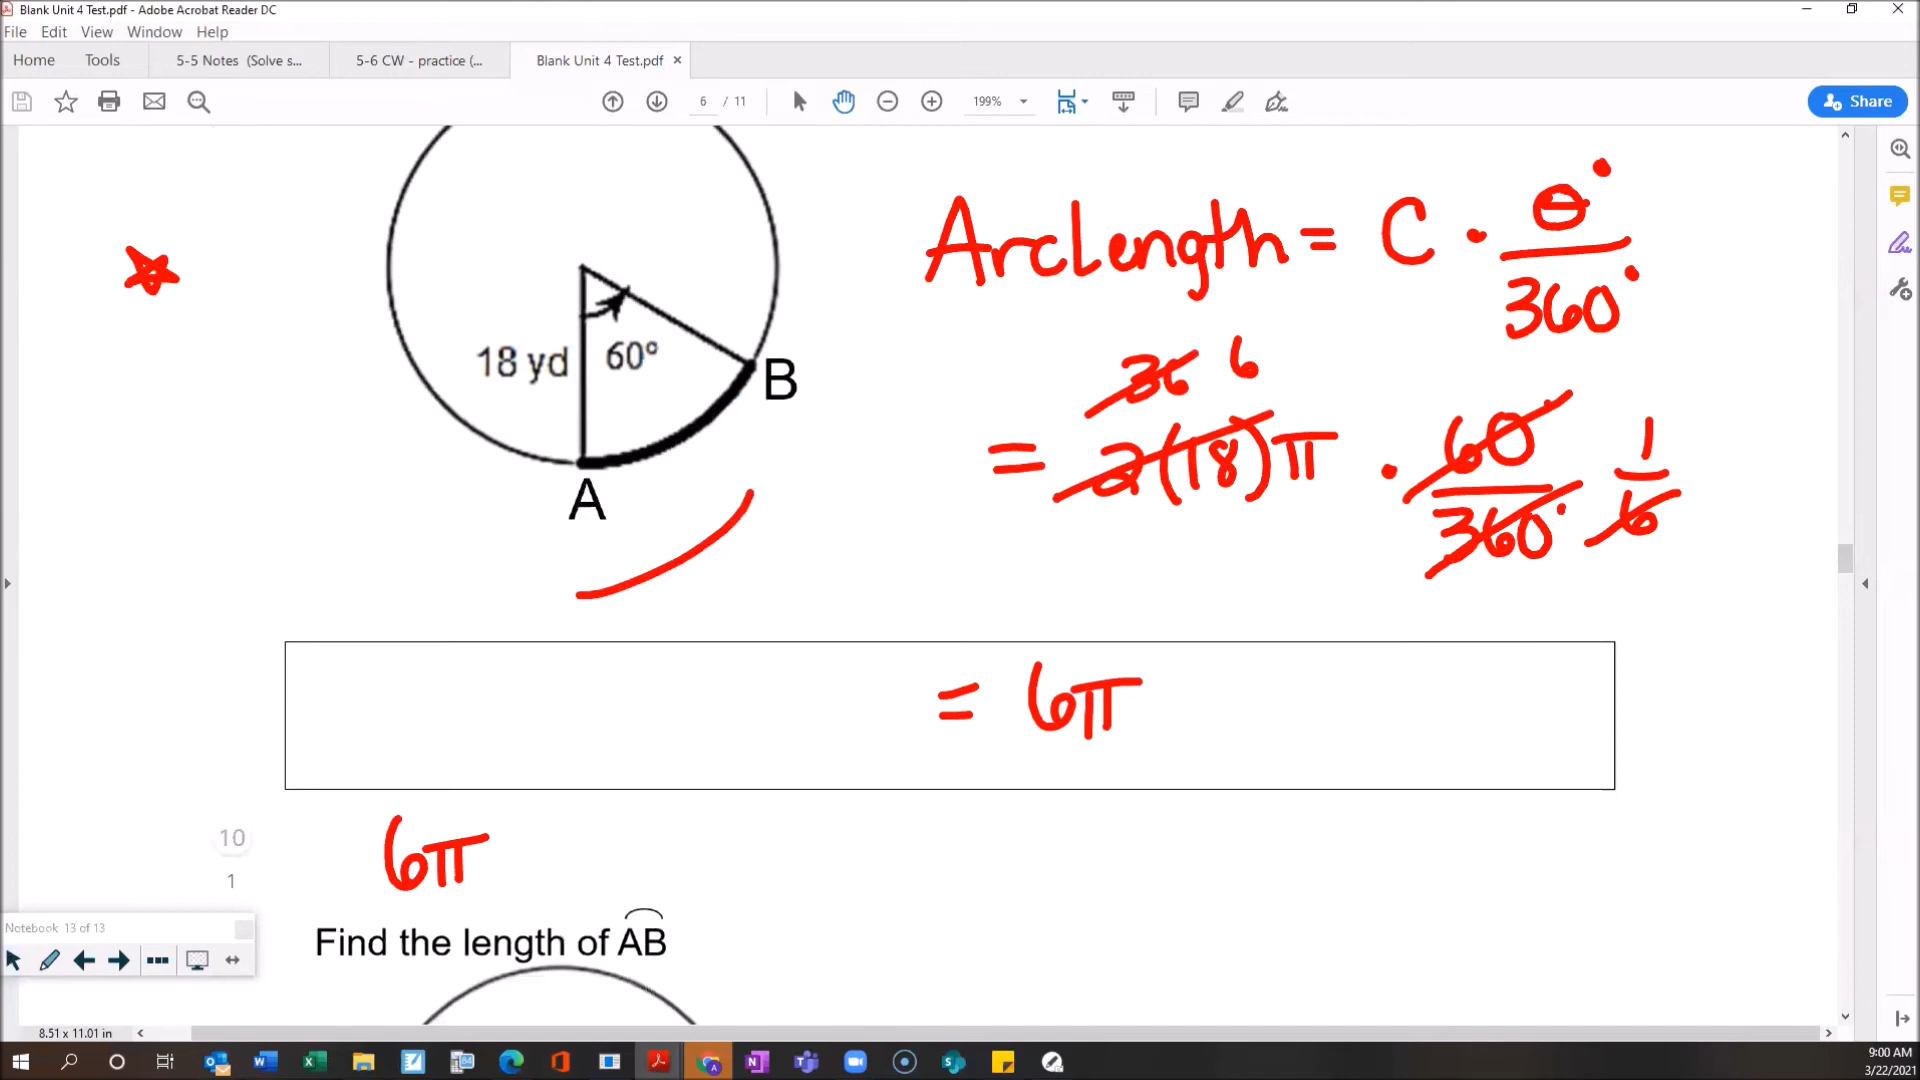 Blank Unit 4 Test.pdf - Adobe Acrobat Reader DC
File Edit View Window Help
Home Tools 5-5 Notes (Solve s... 5-6 CW - practice (... Blank Unit 4 Test.pdf ×
6 / 11 199% Share
ArcLength = C · θ° / 360°
18 yd 60° B
A
36 6
= 2(18)π · 60 / 360° 1 / 6
= 6π
10
1
6π
Notebook 13 of 13
Find the length of AB
8.51 x 11.01 in
9:00 AM
3/22/2021